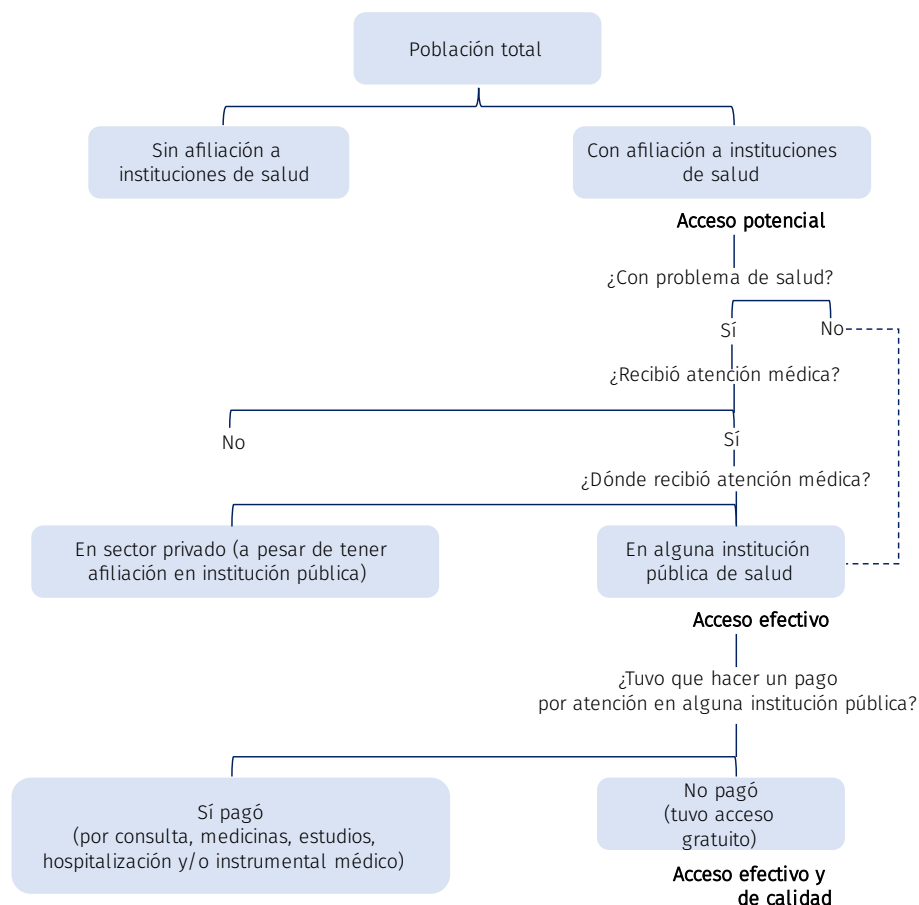 Población total
Sin afiliación a
instituciones de salud
Con afiliación a instituciones
de salud
Acceso potencial
¿Con problema de salud?
Sí
No
¿Recibió atención médica?
No
Sí
¿Dónde recibió atención médica?
En sector privado (a pesar de tener
afiliación en institución pública)
En alguna institución
pública de salud
Acceso efectivo
¿Tuvo que hacer un pago
por atención en alguna institución pública?
Sí pagó
(por consulta, medicinas, estudios,
hospitalización y/o instrumental médico)
No pagó
(tuvo acceso
gratuito)
Acceso efectivo y
de calidad